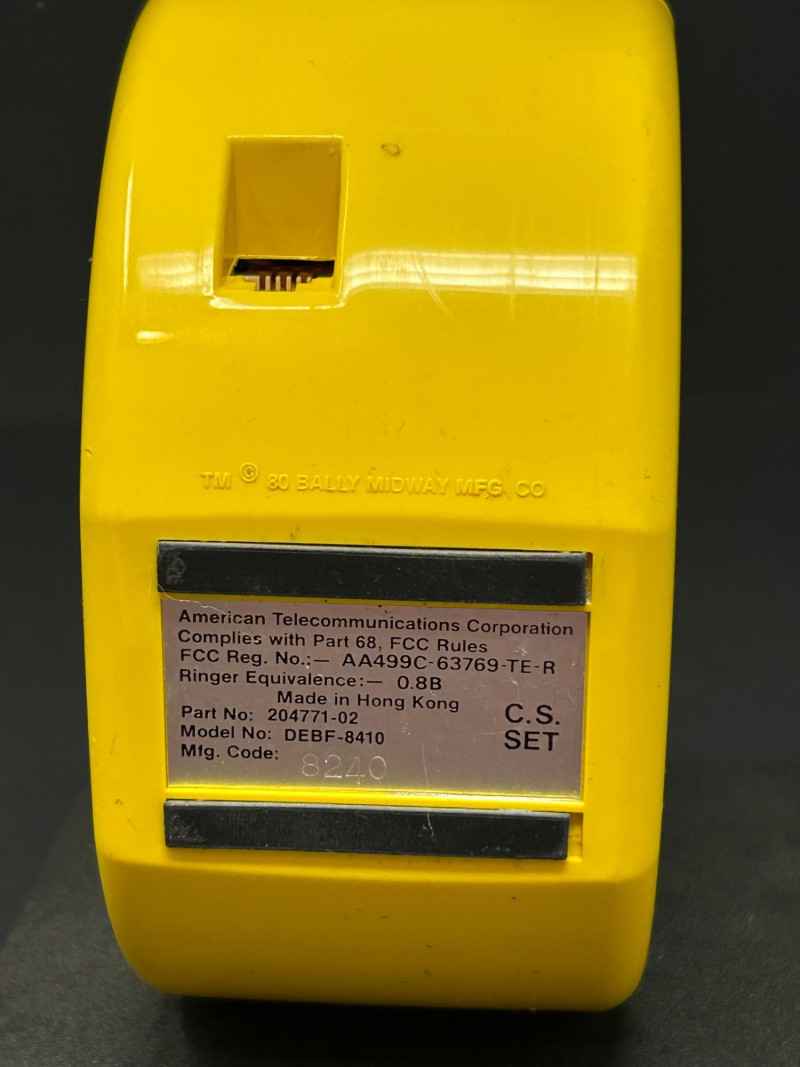 TM © 80 BALLY MIDWAY MFG. CO
American Telecommunications Corporation
Complies with Part 68, FCC Rules
FCC Reg. No.:— AA499C-63769-TE-R
Ringer Equivalence:— 0.8B
Made in Hong Kong
Part No: 204771-02
Model No: DEBF-8410
Mfg. Code: 8240
C.S.
SET